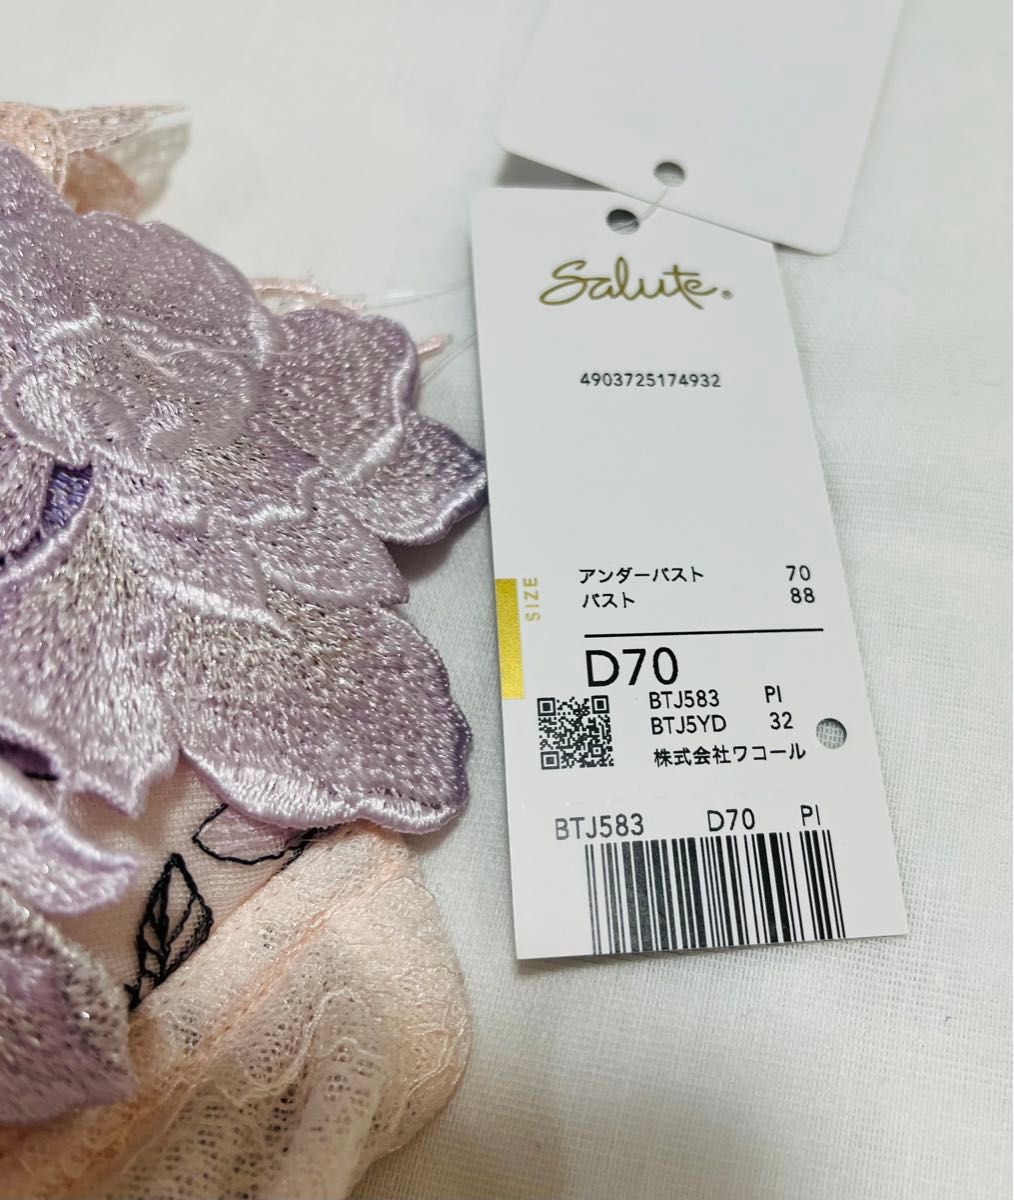 Salute®
4903725174932
SIZE
アンダーバスト 70
バスト 88
D70
BTJ583 PI
BTJ5YD 32
株式会社ワコール
BTJ583 D70 PI